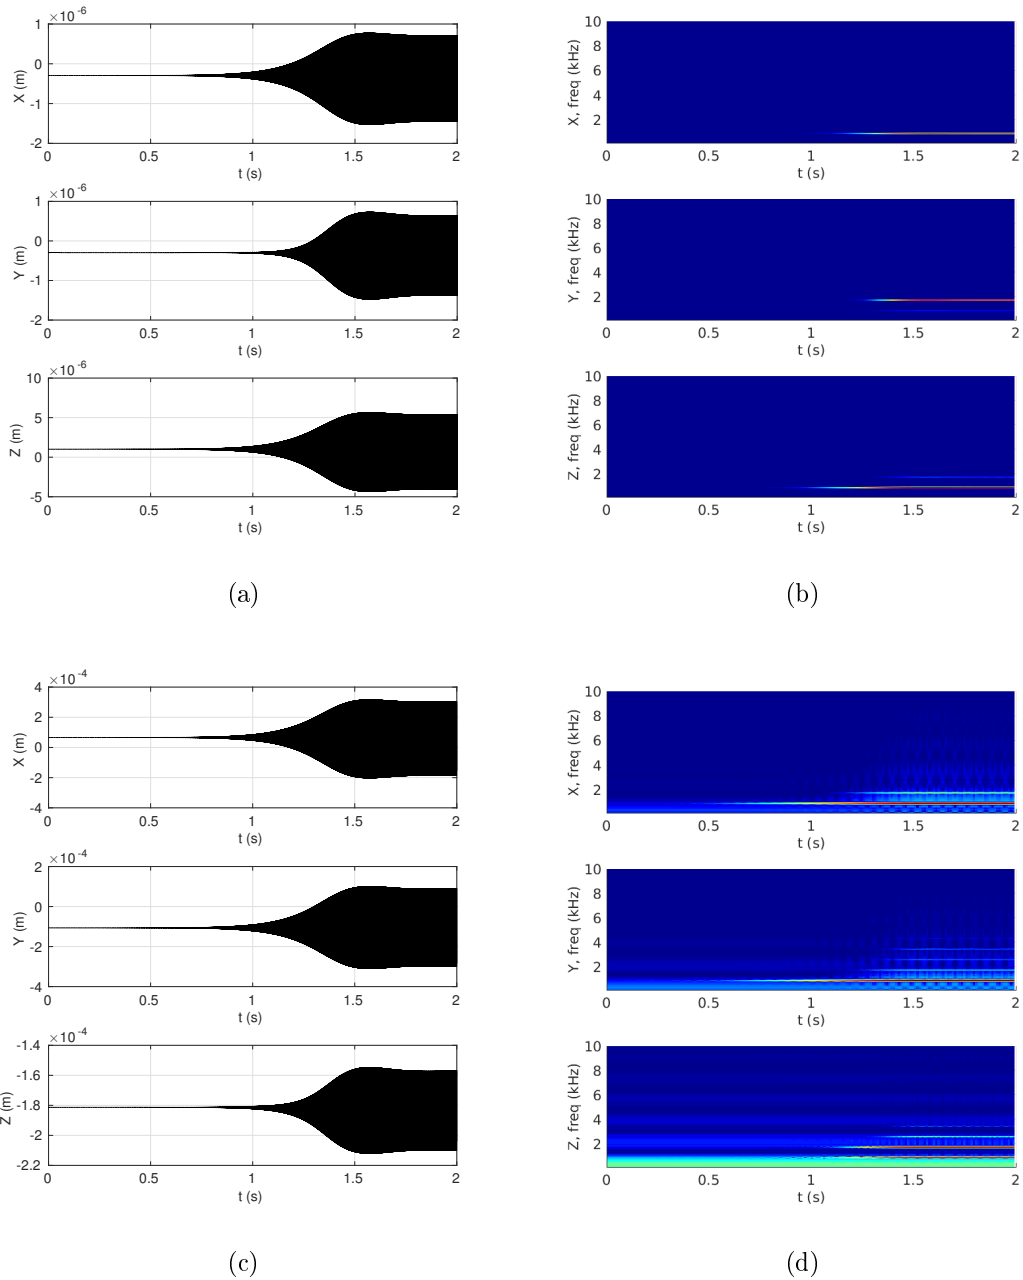 ×10⁻⁶
1
0
-1
-2
X (m)
0 0.5 1 1.5 2
t (s)
10
8
6
4
2
X, freq (kHz)
0 0.5 1 1.5 2
t (s)
×10⁻⁶
1
0
-1
-2
Y (m)
0 0.5 1 1.5 2
t (s)
10
8
6
4
2
Y, freq (kHz)
0 0.5 1 1.5 2
t (s)
×10⁻⁶
10
5
0
-5
Z (m)
0 0.5 1 1.5 2
t (s)
10
8
6
4
2
Z, freq (kHz)
0 0.5 1 1.5 2
t (s)
(a)
(b)
×10⁻⁴
4
2
0
-2
-4
X (m)
0 0.5 1 1.5 2
t (s)
10
8
6
4
2
X, freq (kHz)
0 0.5 1 1.5 2
t (s)
×10⁻⁴
2
0
-2
-4
Y (m)
0 0.5 1 1.5 2
t (s)
10
8
6
4
2
Y, freq (kHz)
0 0.5 1 1.5 2
t (s)
×10⁻⁴
-1.4
-1.6
-1.8
-2
-2.2
Z (m)
0 0.5 1 1.5 2
t (s)
10
8
6
4
2
Z, freq (kHz)
0 0.5 1 1.5 2
t (s)
(c)
(d)